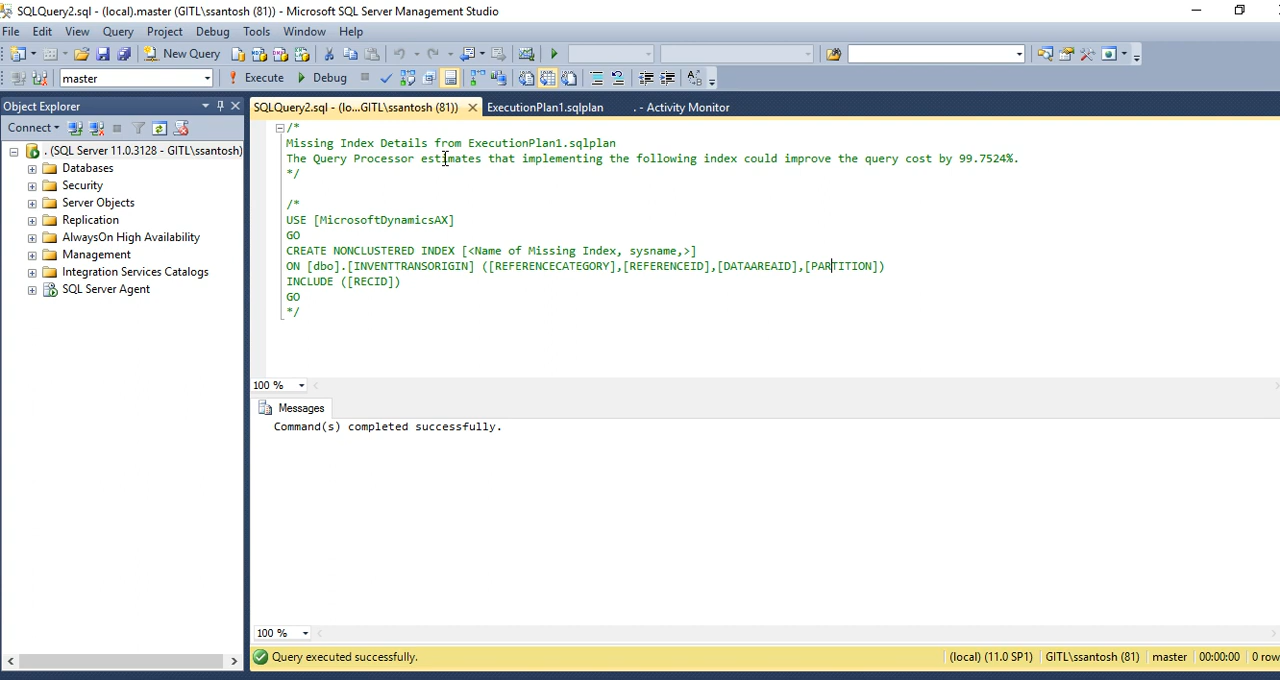 SQLQuery2.sql - (local).master (GITL\ssantosh (81)) - Microsoft SQL Server Management Studio
File Edit View Query Project Debug Tools Window Help
New Query
master Execute Debug
Object Explorer
SQLQuery2.sql - (lo...GITL\ssantosh (81)) ExecutionPlan1.sqlplan . - Activity Monitor
Connect
. (SQL Server 11.0.3128 - GITL\ssantosh)
Databases
Security
Server Objects
Replication
AlwaysOn High Availability
Management
Integration Services Catalogs
SQL Server Agent
/*
Missing Index Details from ExecutionPlan1.sqlplan
The Query Processor estimates that implementing the following index could improve the query cost by 99.7524%.
*/
/*
USE [MicrosoftDynamicsAX]
GO
CREATE NONCLUSTERED INDEX [<Name of Missing Index, sysname,>]
ON [dbo].[INVENTTRANSORIGIN] ([REFERENCECATEGORY],[REFERENCEID],[DATAAREAID],[PARTITION])
INCLUDE ([RECID])
GO
*/
100 %
Messages
Command(s) completed successfully.
100 %
Query executed successfully. (local) (11.0 SP1) GITL\ssantosh (81) master 00:00:00 0 row